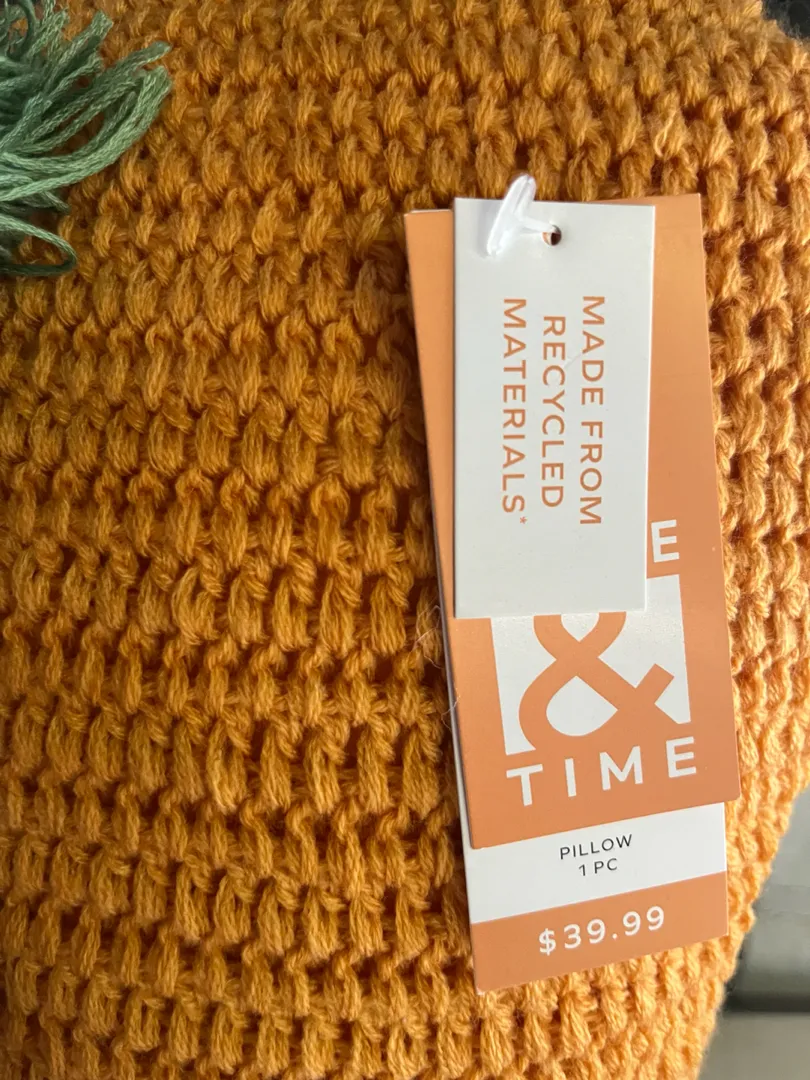 MADE FROM
RECYCLED
MATERIALS*
E
&
TIME
PILLOW
1 PC
$39.99